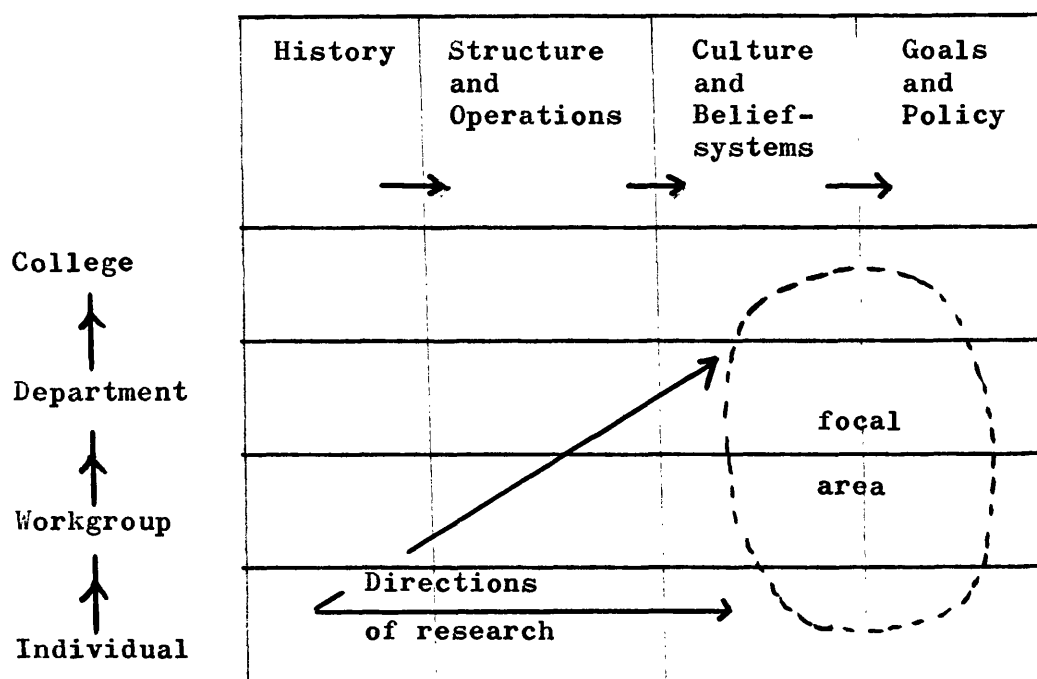 History
Structure
and
Operations
Culture
and
Belief-
systems
Goals
and
Policy
College
Department
focal
area
Workgroup
Directions
of research
Individual